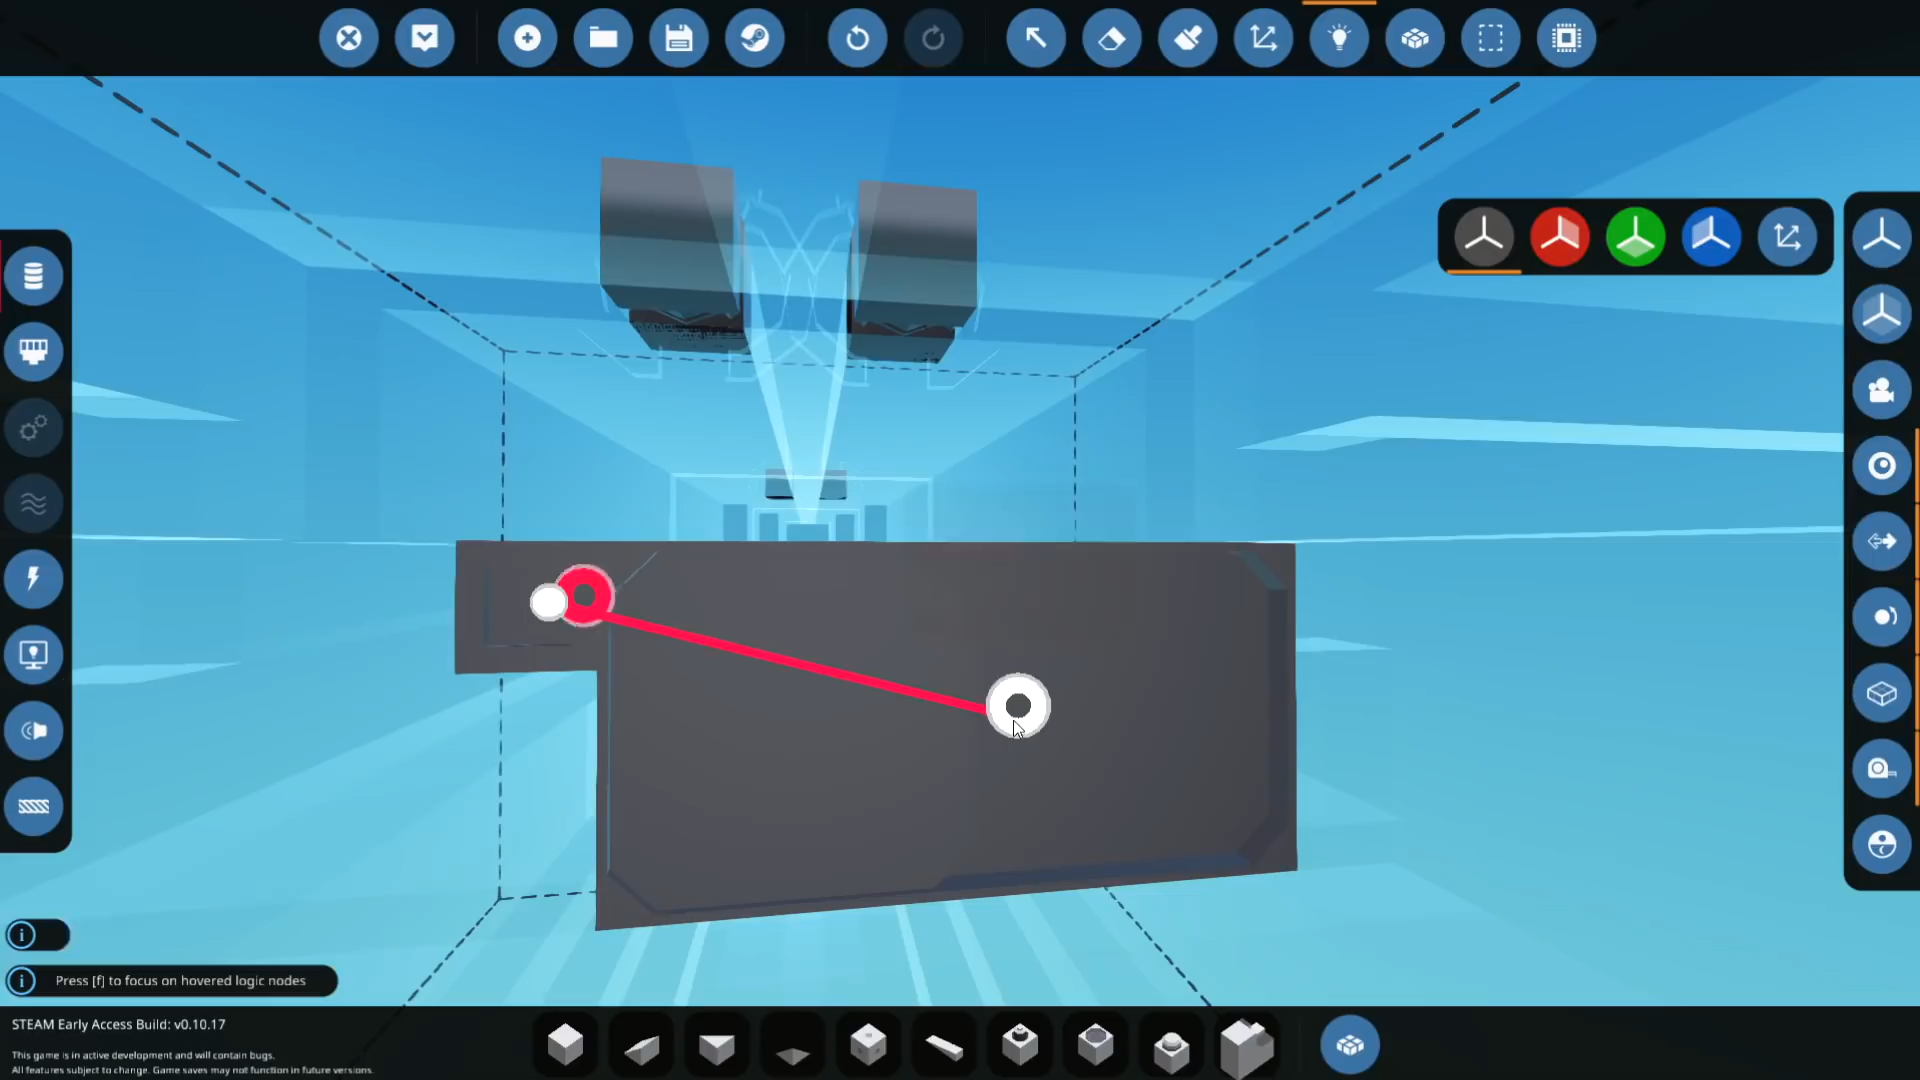 Press [f] to focus on hovered logic nodes
STEAM Early Access Build: v0.10.17
This game is in active development and will contain bugs.
All features subject to change. Game saves may not function in future versions.